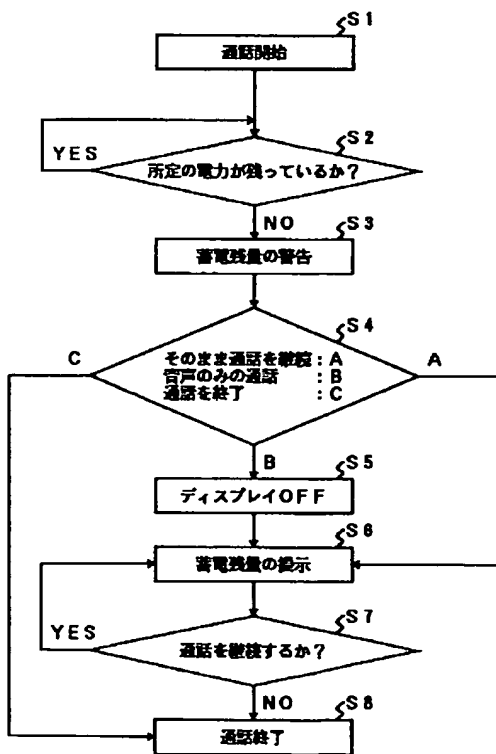 S1
通話開始
S2
YES
所定の電力が残っているか？
NO
S3
蓄電残量の警告
S4
C
A
そのまま通話を継続：A
音声のみの通話　：B
通話を終了　　　：C
B
S5
ディスプレイOFF
S6
蓄電残量の提示
S7
YES
通話を継続するか？
NO
S8
通話終了